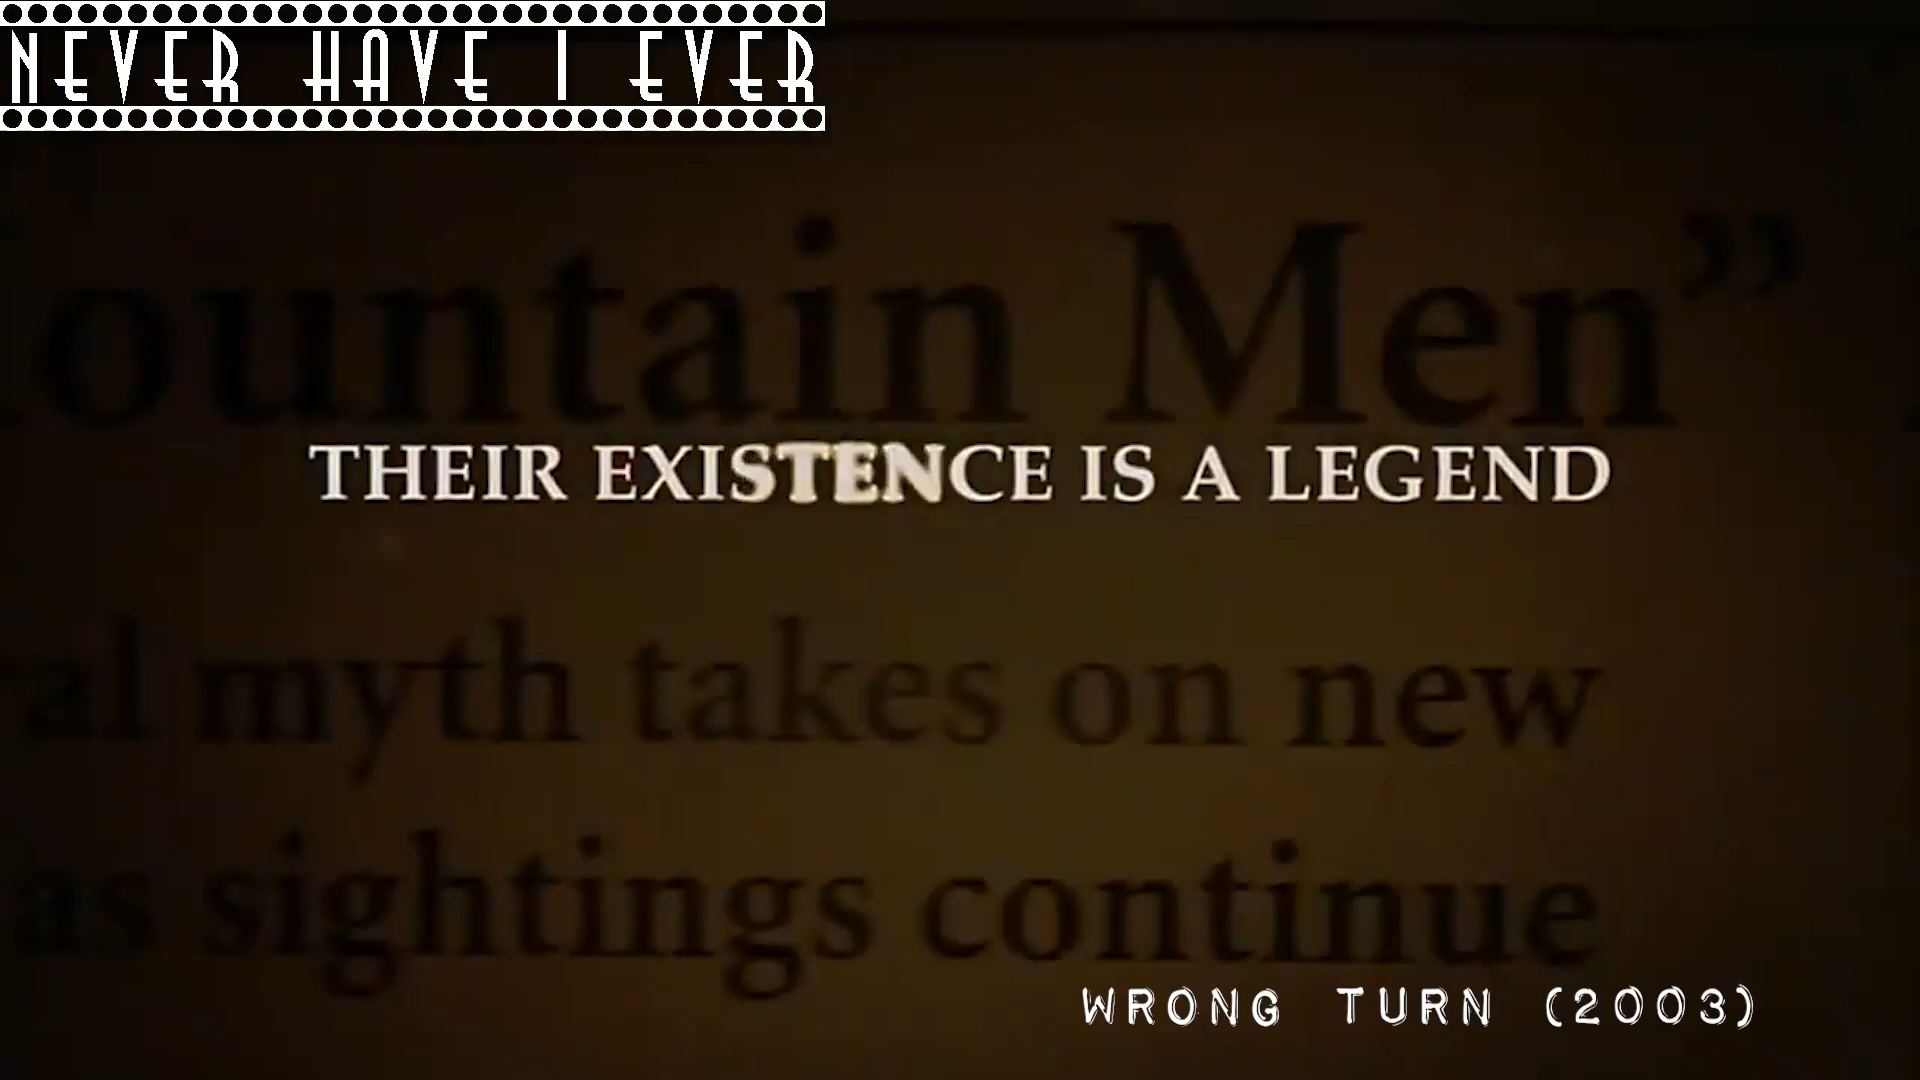 NEVER HAVE I EVER
ountain Men”
THEIR EXISTENCE IS A LEGEND
al myth takes on new
as sightings continue
WRONG TURN (2003)